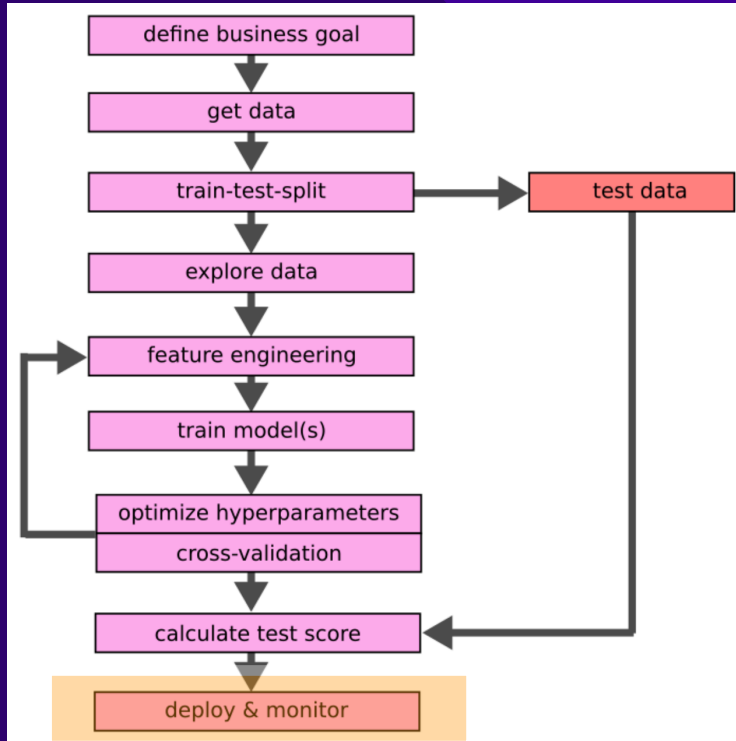 define business goal
get data
train-test-split
test data
explore data
feature engineering
train model(s)
optimize hyperparameters
cross-validation
calculate test score
deploy & monitor